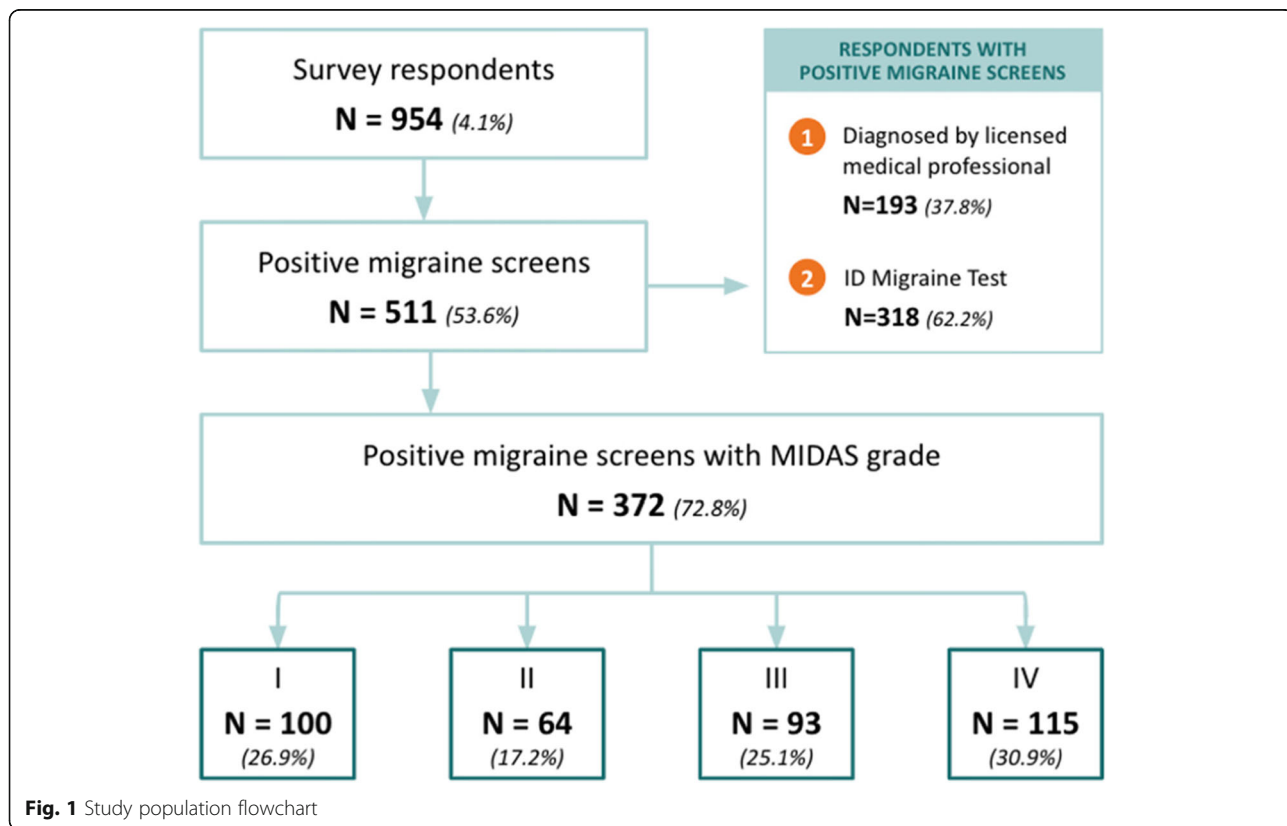 Survey respondents
N = 954 (4.1%)
RESPONDENTS WITH
POSITIVE MIGRAINE SCREENS
1 Diagnosed by licensed
medical professional
N=193 (37.8%)
2 ID Migraine Test
N=318 (62.2%)
Positive migraine screens
N = 511 (53.6%)
Positive migraine screens with MIDAS grade
N = 372 (72.8%)
I
N = 100
(26.9%)
II
N = 64
(17.2%)
III
N = 93
(25.1%)
IV
N = 115
(30.9%)
Fig. 1 Study population flowchart